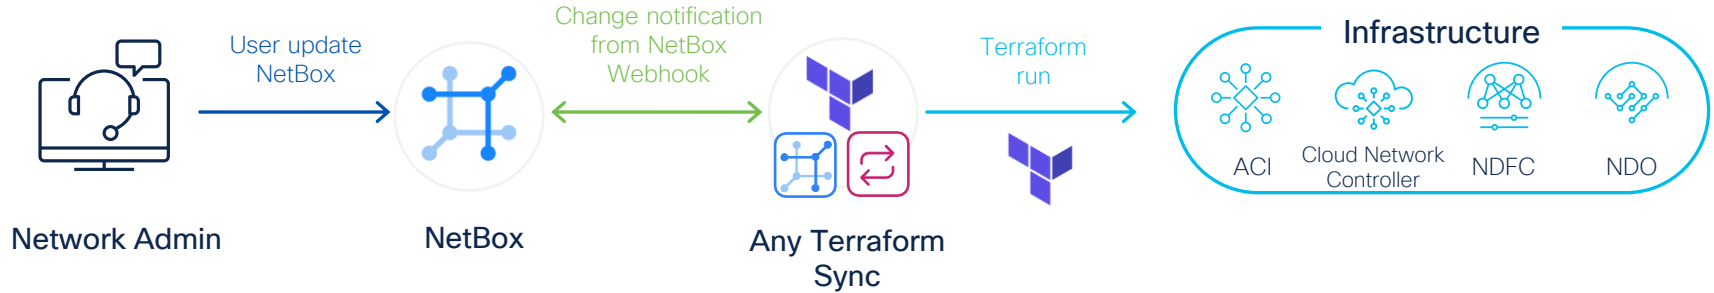 User update
NetBox
Change notification
from NetBox
Webhook
Terraform
run
Infrastructure
ACI
Cloud Network
Controller
NDFC
NDO
Network Admin
NetBox
Any Terraform
Sync